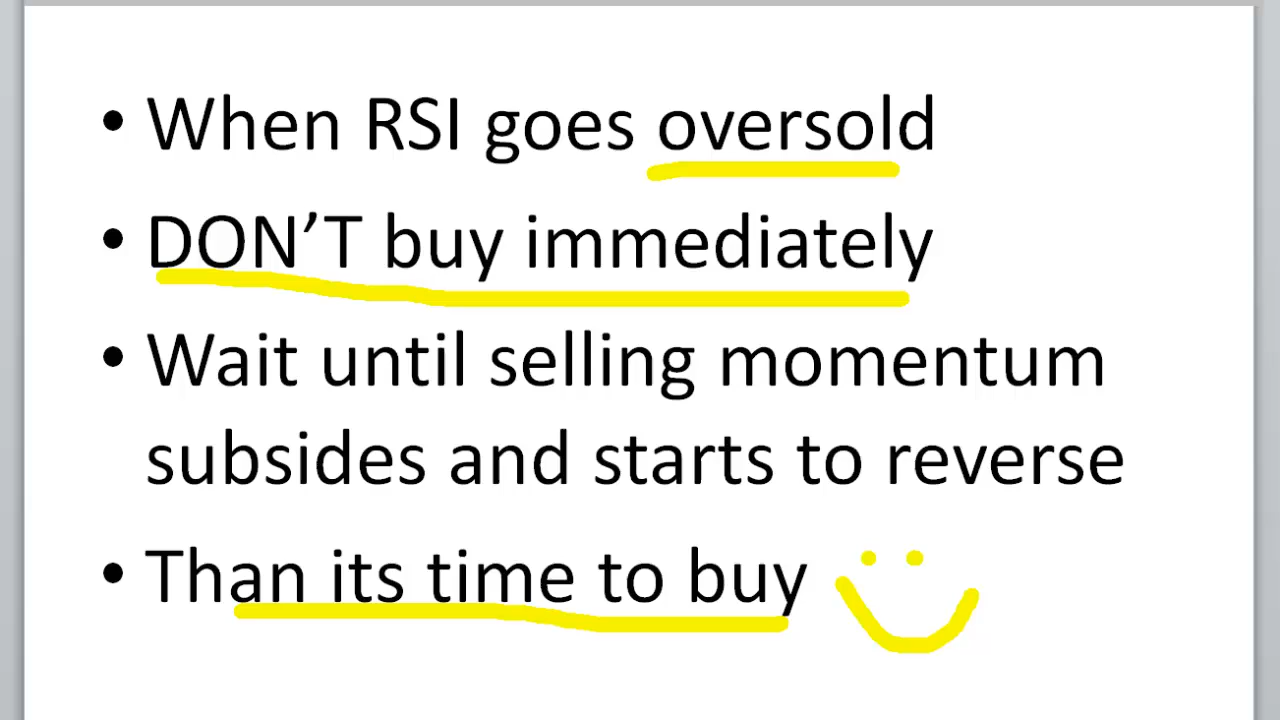 • When RSI goes oversold
• DON’T buy immediately
• Wait until selling momentum
subsides and starts to reverse
• Than its time to buy